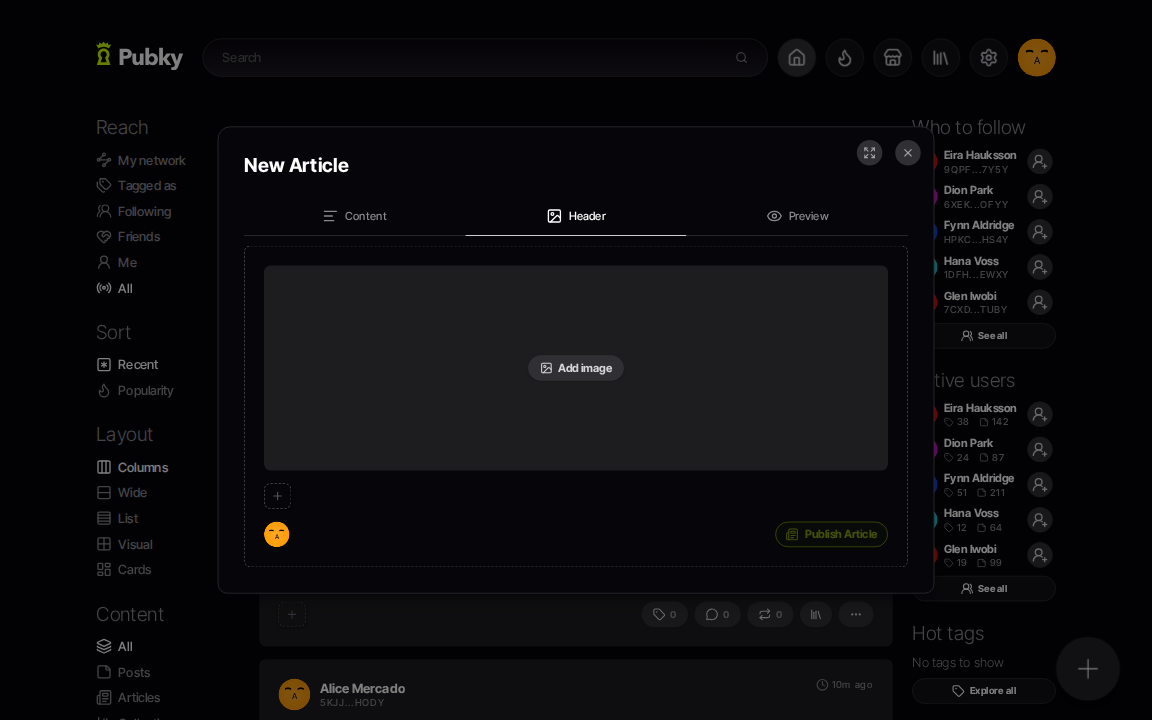 Pubky
Search
Reach
My network
Tagged as
Following
Friends
Me
All
Sort
Recent
Popularity
Layout
Columns
Wide
List
Visual
Cards
Content
All
Posts
Articles
New Article
Content
Header
Preview
Add image
Publish Article
0
0
0
Alice Mercado
5KJJ...HODY
10m ago
Who to follow
Eira Hauksson
9QPF...7Y5Y
Dion Park
6XEK...OFYY
Fynn Aldridge
HPKC...HS4Y
Hana Voss
1DFH...EWXY
Glen Iwobi
7CXD...TUBY
See all
tive users
Eira Hauksson
38 142
Dion Park
24 87
Fynn Aldridge
51 211
Hana Voss
12 64
Glen Iwobi
19 99
See all
Hot tags
No tags to show
Explore all